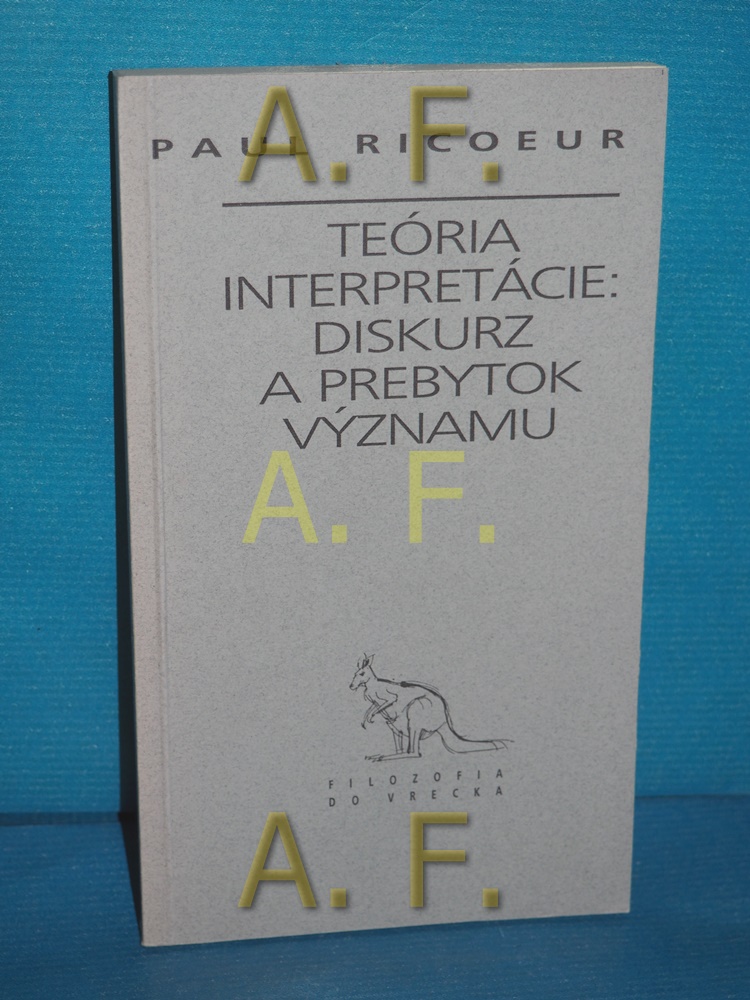 PAUL RICOEUR
TEÓRIA
INTERPRETÁCIE:
DISKURZ
A PREBYTOK
VÝZNAMU
FILOZOFIA
DO VRECKA
A. F.
A. F.
A. F.